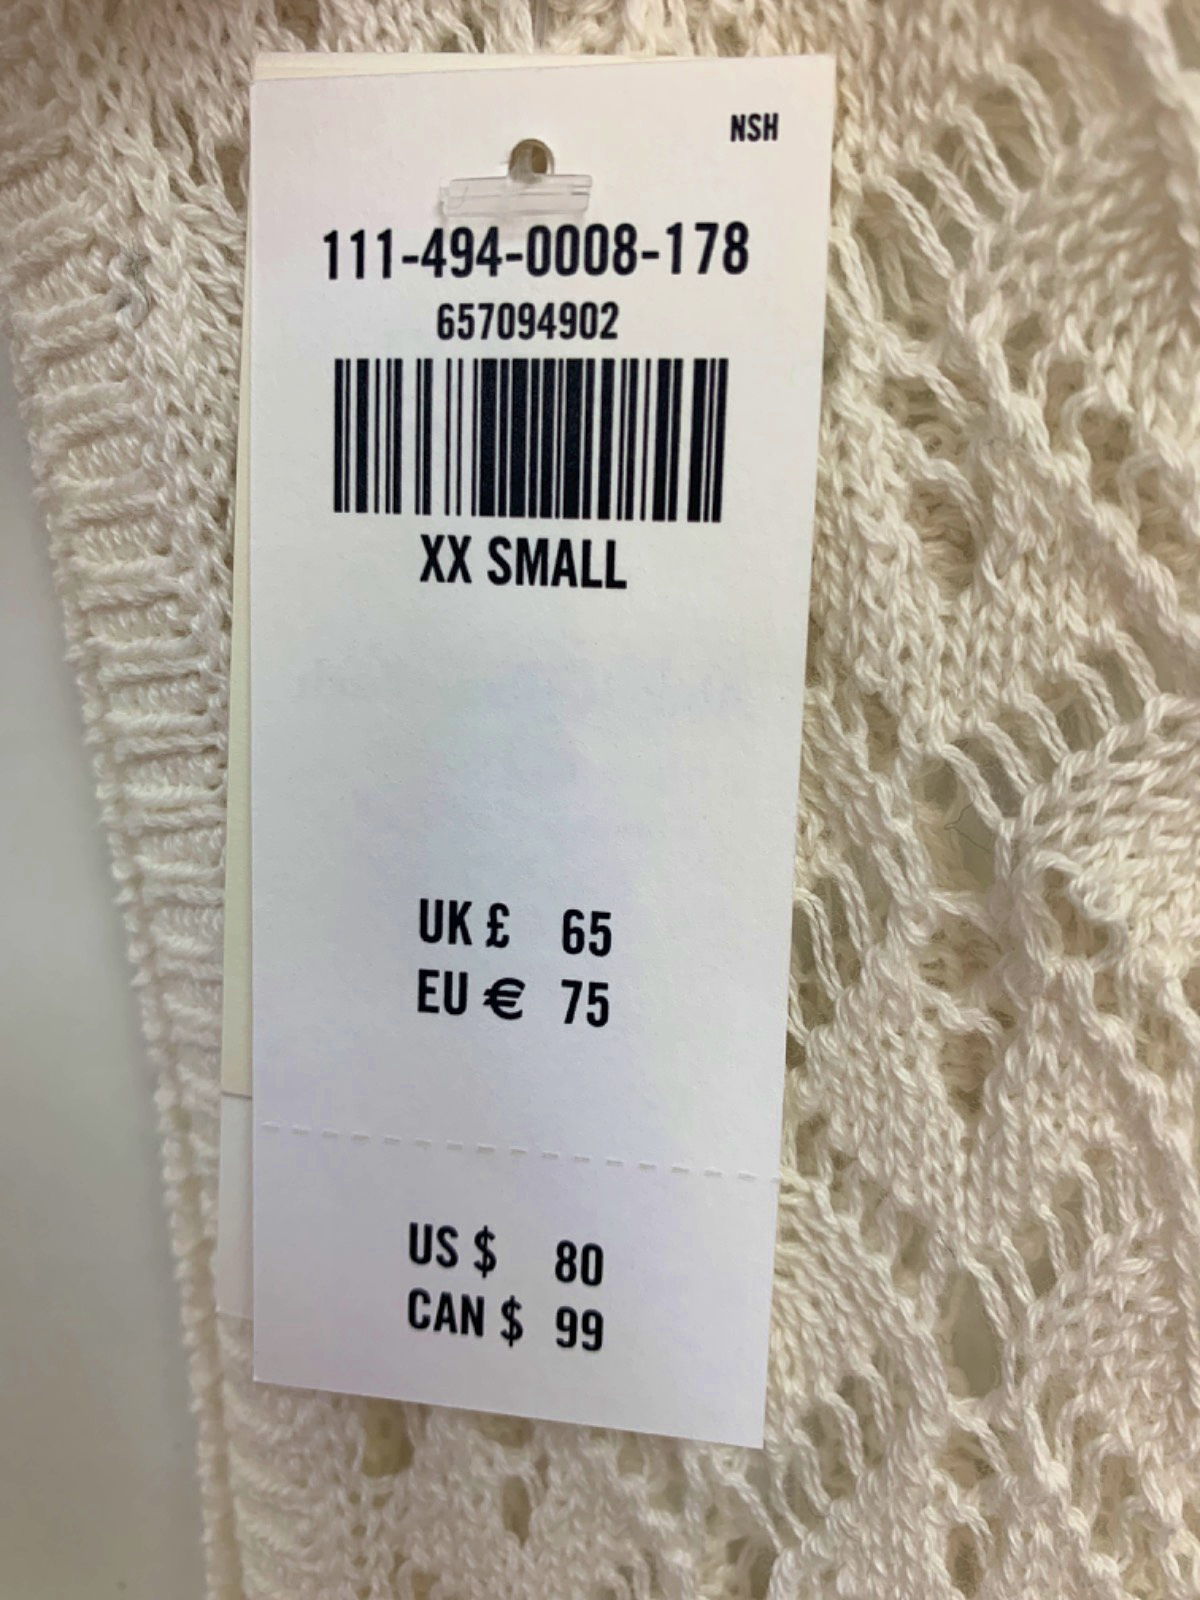 NSH
111-494-0008-178
657094902
XX SMALL
UK £ 65
EU € 75
US $ 80
CAN $ 99